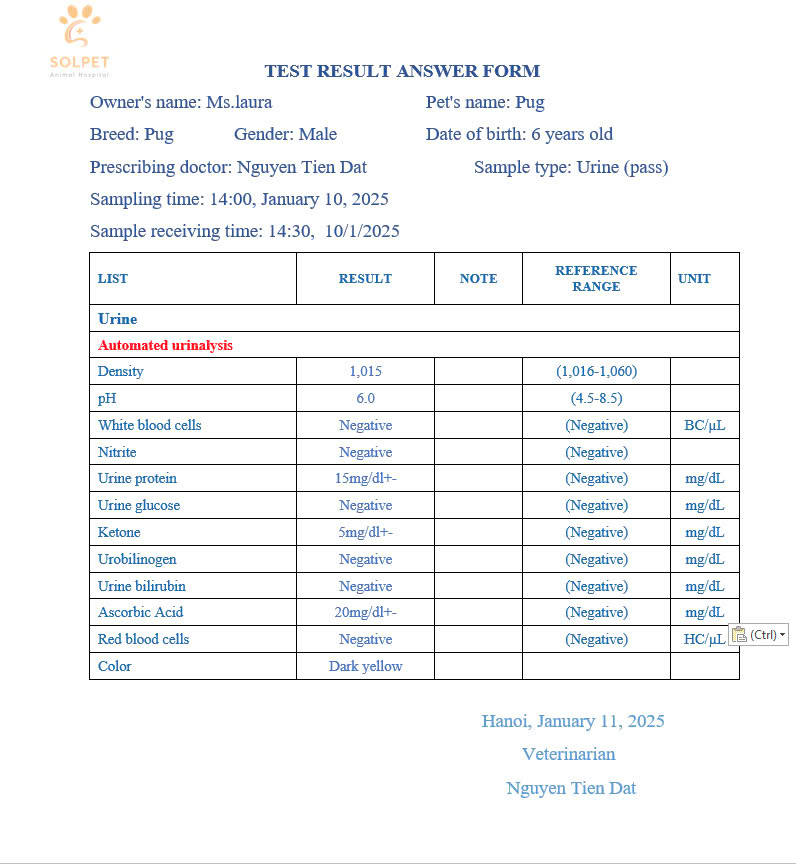 SOLPET
Animal Hospital
TEST RESULT ANSWER FORM
Owner's name: Ms.laura Pet's name: Pug
Breed: Pug Gender: Male Date of birth: 6 years old
Prescribing doctor: Nguyen Tien Dat Sample type: Urine (pass)
Sampling time: 14:00, January 10, 2025
Sample receiving time: 14:30, 10/1/2025
LIST RESULT NOTE REFERENCE RANGE UNIT
Urine
Automated urinalysis
Density 1,015 (1,016-1,060)
pH 6.0 (4.5-8.5)
White blood cells Negative (Negative) BC/µL
Nitrite Negative (Negative)
Urine protein 15mg/dl+- (Negative) mg/dL
Urine glucose Negative (Negative) mg/dL
Ketone 5mg/dl+- (Negative) mg/dL
Urobilinogen Negative (Negative) mg/dL
Urine bilirubin Negative (Negative) mg/dL
Ascorbic Acid 20mg/dl+- (Negative) mg/dL
Red blood cells Negative (Negative) HC/µL (Ctrl)
Color Dark yellow
Hanoi, January 11, 2025
Veterinarian
Nguyen Tien Dat